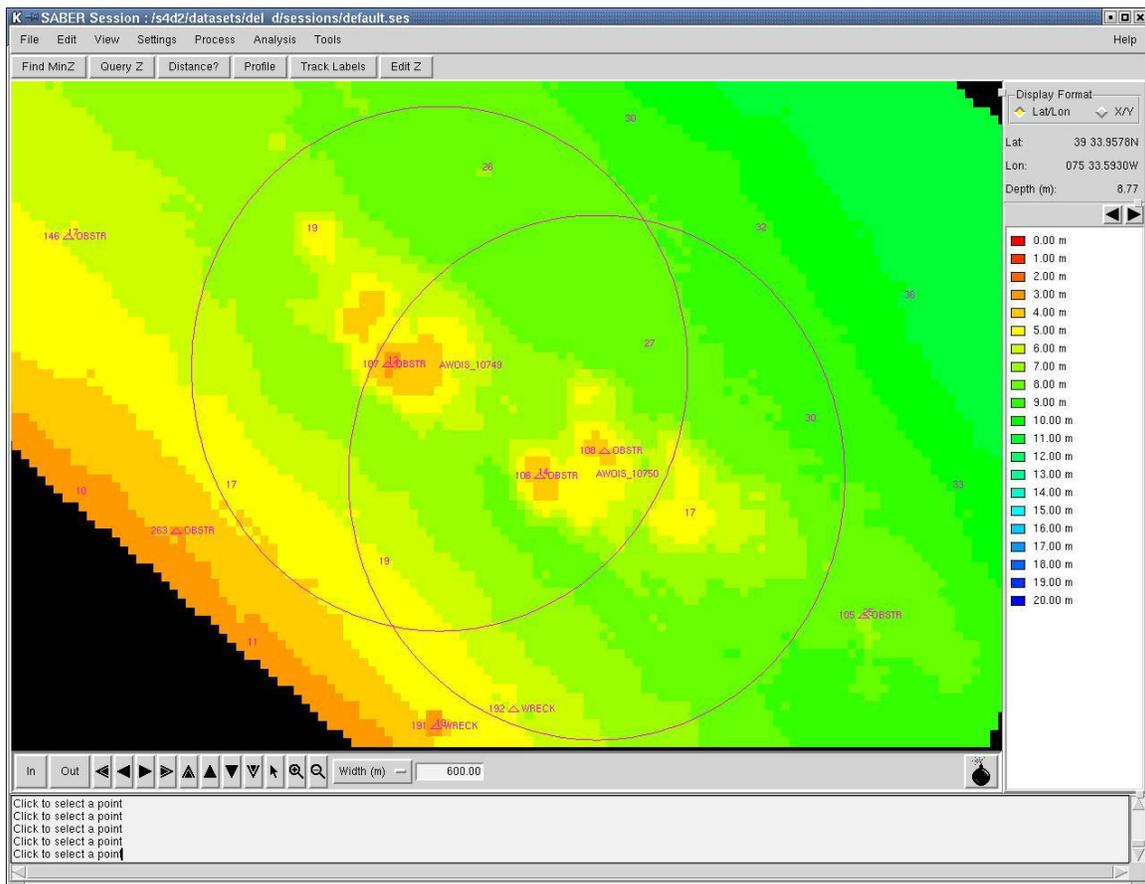 SABER Session : /s4d2/datasets/del_d/sessions/default.ses
File Edit View Settings Process Analysis Tools Help
Find MinZ Query Z Distance? Profile Track Labels Edit Z
Display Format
Lat/Lon X/Y
Lat: 39 33.9578N
Lon: 075 33.5930W
Depth (m): 8.77
0.00 m
1.00 m
2.00 m
3.00 m
4.00 m
5.00 m
6.00 m
7.00 m
8.00 m
9.00 m
10.00 m
11.00 m
12.00 m
13.00 m
14.00 m
15.00 m
16.00 m
17.00 m
18.00 m
19.00 m
20.00 m
30
26
19
32
146 17 OBSTR
36
27
107 12 OBSTR AWOIS_10749
30
108 OBSTR
106 14 OBSTR AWOIS_10750
17
10
33
17
263 OBSTR
19
105 25 OBSTR
11
192 WRECK
191 WRECK
In Out Width (m) 600.00
Click to select a point
Click to select a point
Click to select a point
Click to select a point
Click to select a point